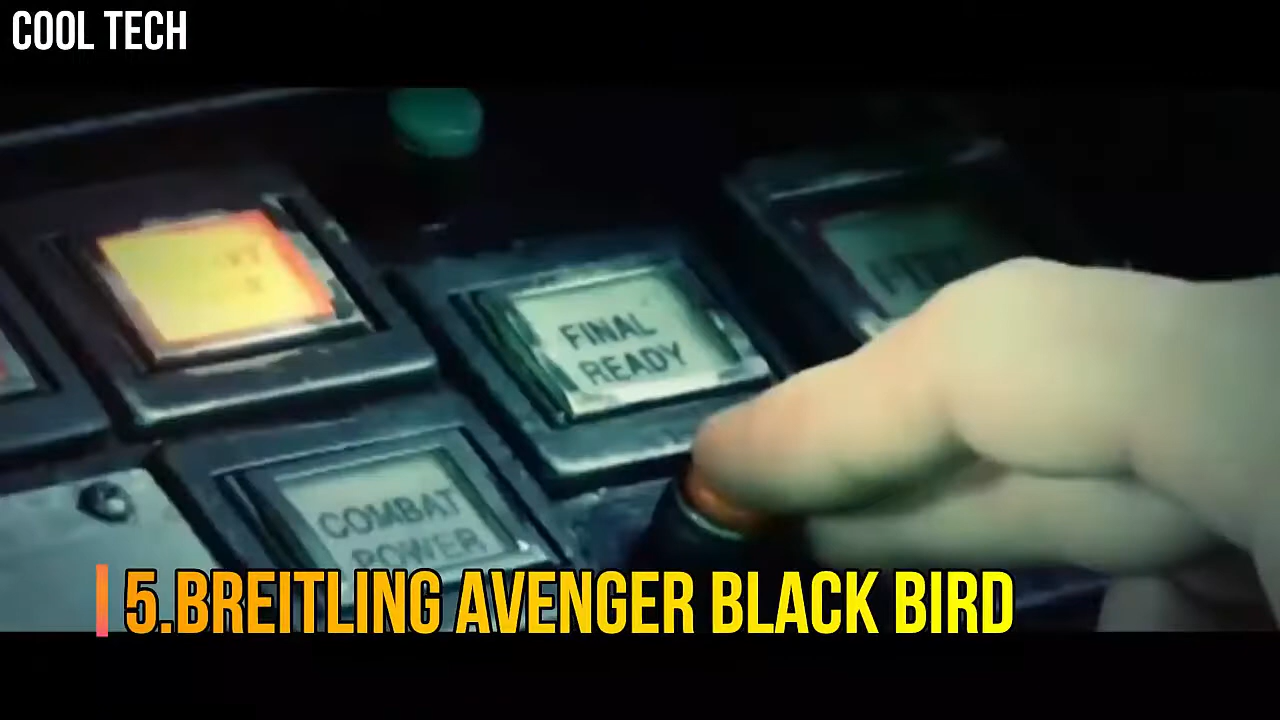 COOL TECH
FINAL
READY
COMBAT
POWER
5.BREITLING AVENGER BLACK BIRD